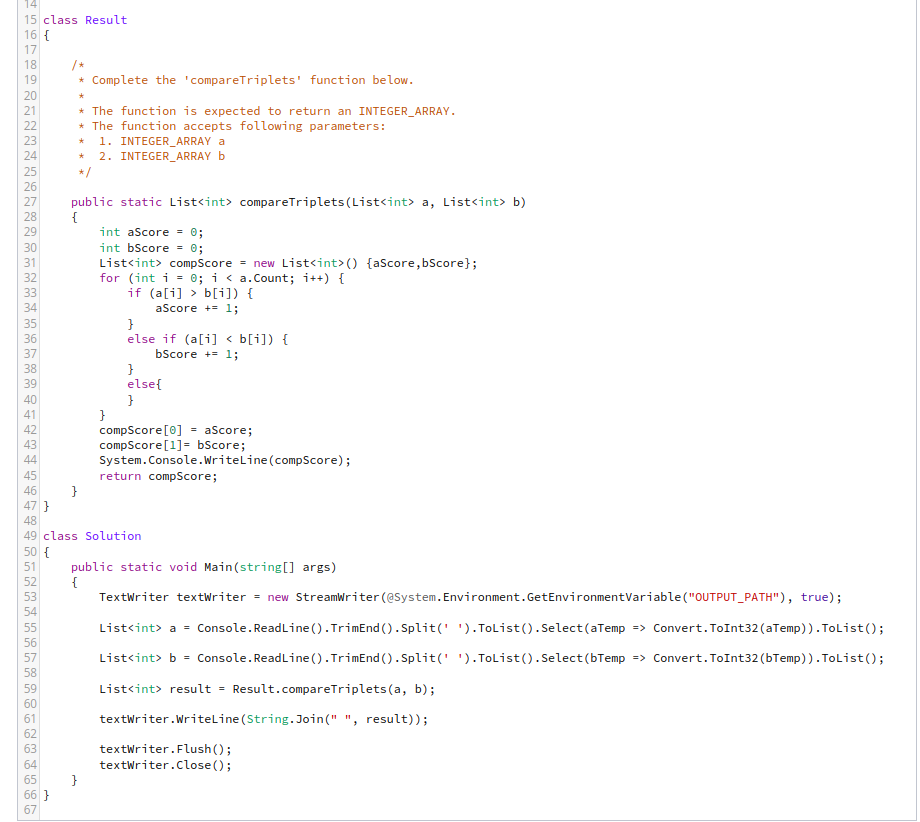 14
15 class Result
16 {
17
18     /*
19      * Complete the 'compareTriplets' function below.
20      *
21      * The function is expected to return an INTEGER_ARRAY.
22      * The function accepts following parameters:
23      *  1. INTEGER_ARRAY a
24      *  2. INTEGER_ARRAY b
25      */
26
27     public static List<int> compareTriplets(List<int> a, List<int> b)
28     {
29         int aScore = 0;
30         int bScore = 0;
31         List<int> compScore = new List<int>() {aScore,bScore};
32         for (int i = 0; i < a.Count; i++) {
33             if (a[i] > b[i]) {
34                 aScore += 1;
35             }
36             else if (a[i] < b[i]) {
37                 bScore += 1;
38             }
39             else{
40             }
41         }
42         compScore[0] = aScore;
43         compScore[1]= bScore;
44         System.Console.WriteLine(compScore);
45         return compScore;
46     }
47 }
48
49 class Solution
50 {
51     public static void Main(string[] args)
52     {
53         TextWriter textWriter = new StreamWriter(@System.Environment.GetEnvironmentVariable("OUTPUT_PATH"), true);
54
55         List<int> a = Console.ReadLine().TrimEnd().Split(' ').ToList().Select(aTemp => Convert.ToInt32(aTemp)).ToList();
56
57         List<int> b = Console.ReadLine().TrimEnd().Split(' ').ToList().Select(bTemp => Convert.ToInt32(bTemp)).ToList();
58
59         List<int> result = Result.compareTriplets(a, b);
60
61         textWriter.WriteLine(String.Join(" ", result));
62
63         textWriter.Flush();
64         textWriter.Close();
65     }
66 }
67